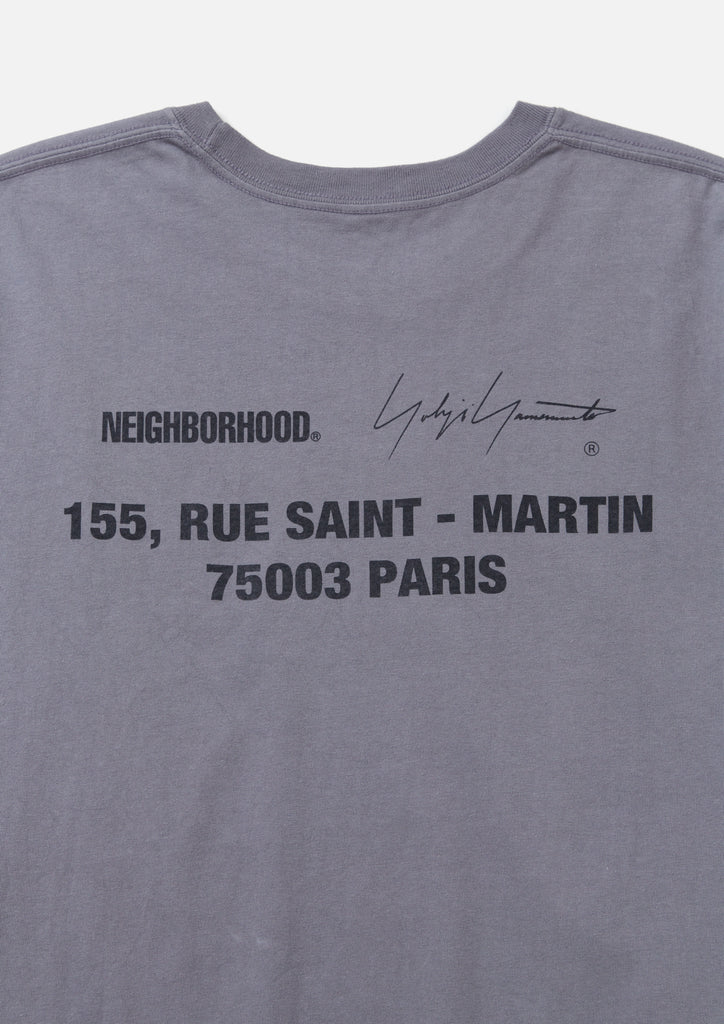 NEIGHBORHOOD® Yohji Yamamoto ®
155, RUE SAINT - MARTIN
75003 PARIS